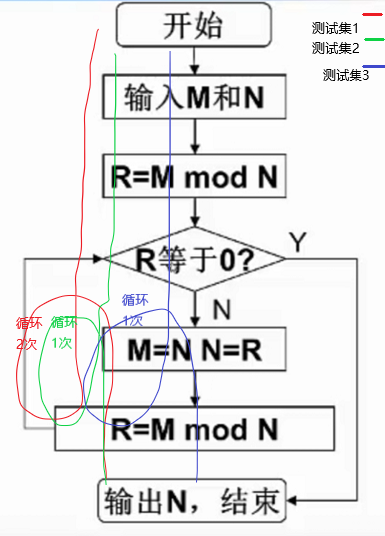 开始
测试集1
测试集2
测试集3
输入M和N
R=M mod N
R等于0?
Y
N
循环
2次
循环
1次
循环
1次
M=N N=R
R=M mod N
输出N，结束